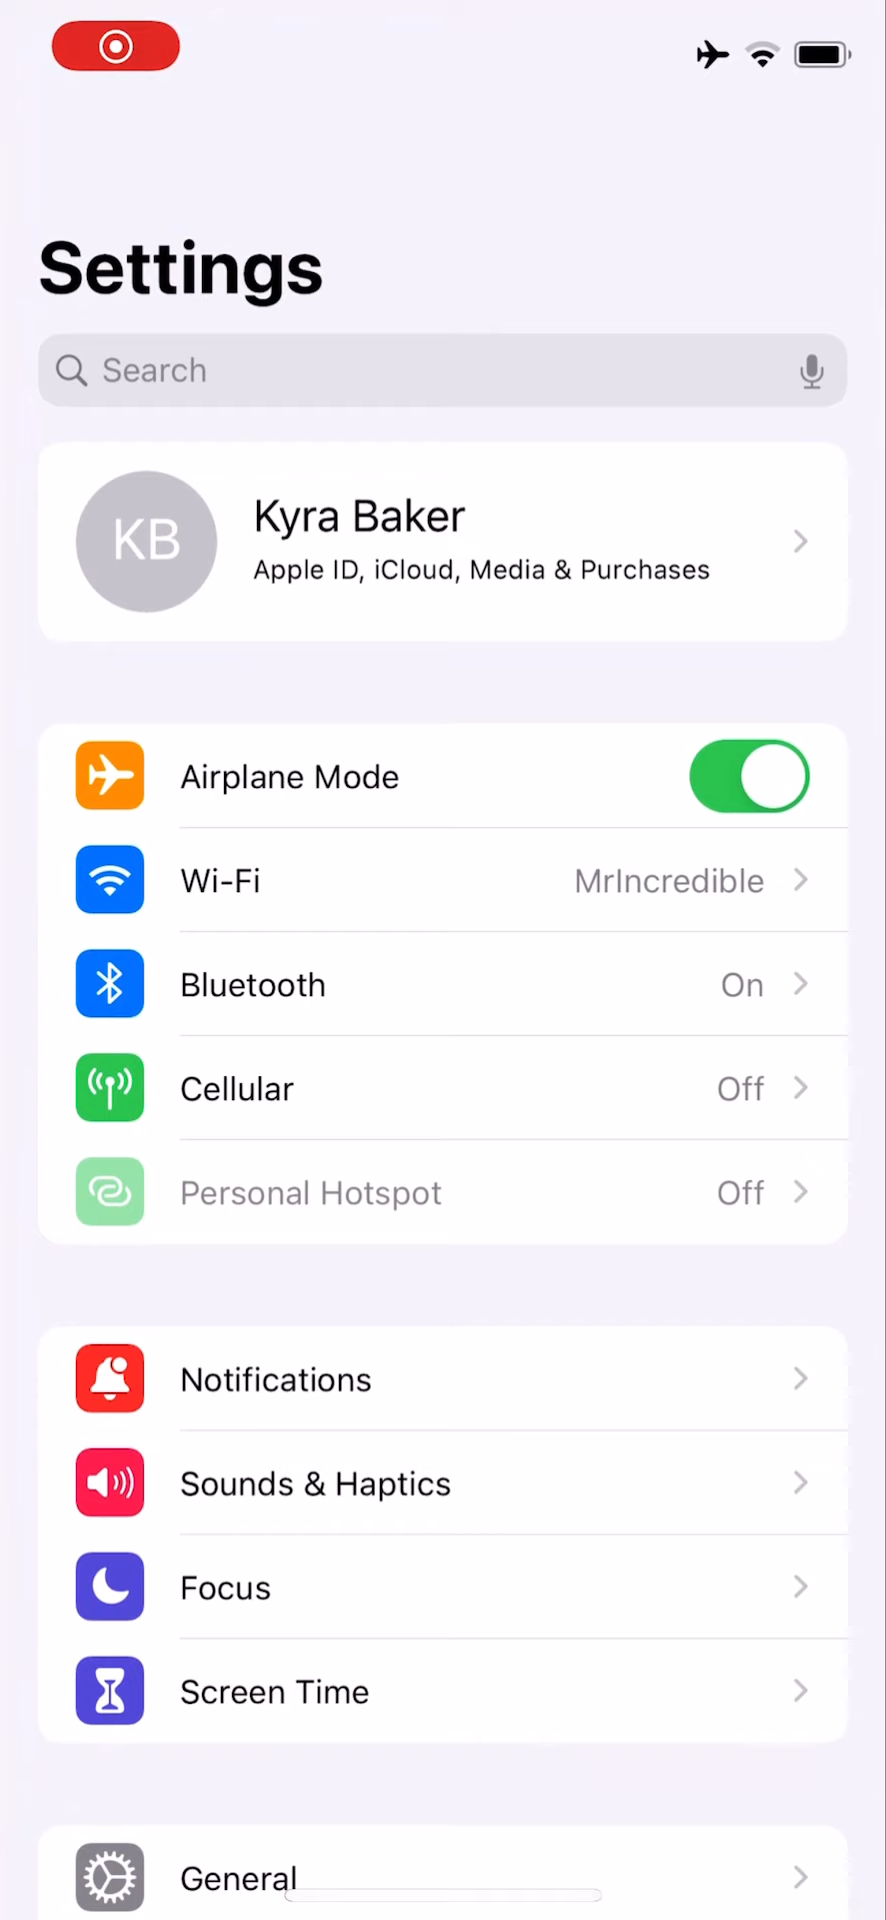 Settings
Search
KB
Kyra Baker
Apple ID, iCloud, Media & Purchases
Airplane Mode
Wi-Fi MrIncredible
Bluetooth On
Cellular Off
Personal Hotspot Off
Notifications
Sounds & Haptics
Focus
Screen Time
General